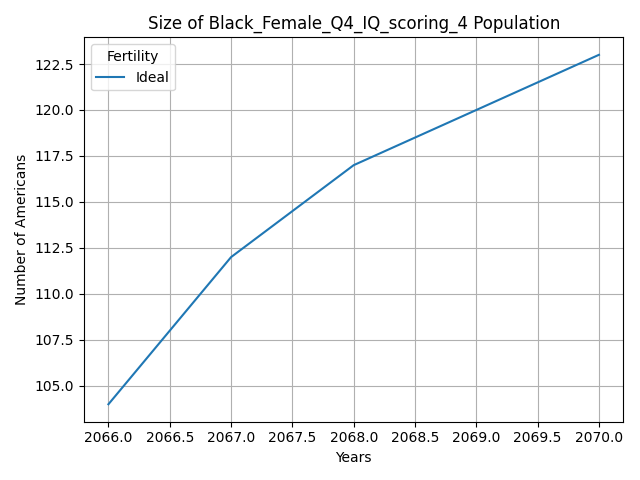 Size of Black_Female_Q4_IQ_scoring_4 Population
Fertility
Ideal
122.5
120.0
117.5
115.0
112.5
110.0
107.5
105.0
Number of Americans
2066.0 2066.5 2067.0 2067.5 2068.0 2068.5 2069.0 2069.5 2070.0
Years